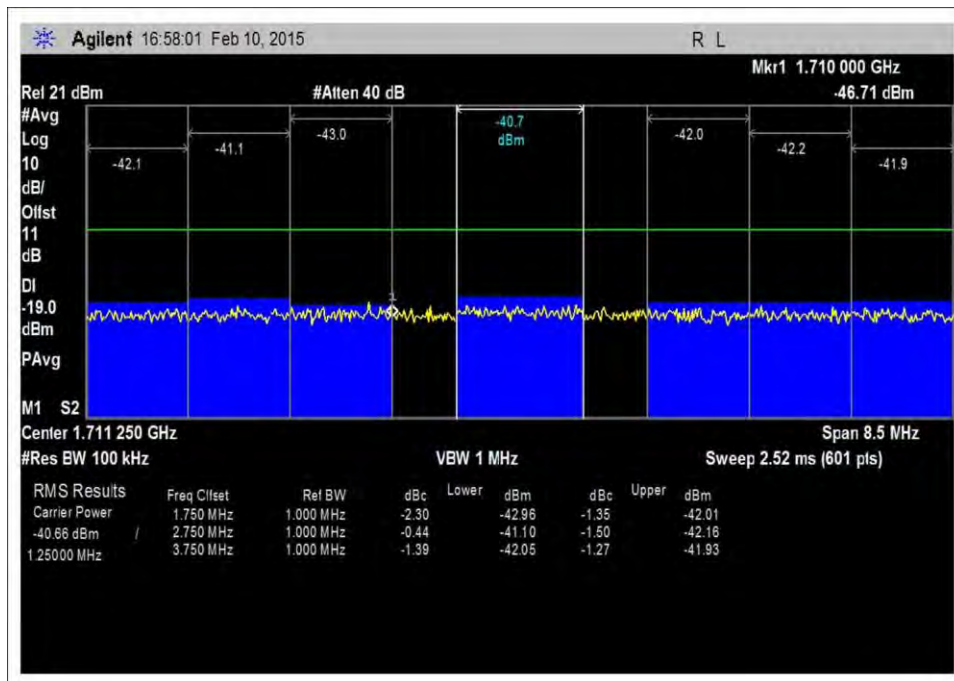 Agilent 16:58:01 Feb 10, 2015 R L
Mkr1 1.710 000 GHz
Rel 21 dBm #Atten 40 dB -46.71 dBm
#Avg
Log
10
dB/
Offst
11
dB
DI
-19.0
dBm
PAvg
-42.1 -41.1 -43.0 -40.7 dBm -42.0 -42.2 -41.9
1
M1 S2
Center 1.711 250 GHz Span 8.5 MHz
#Res BW 100 kHz VBW 1 MHz Sweep 2.52 ms (601 pts)
RMS Results Freq Clfset Ref BW dBc Lower dBm dBc Upper dBm
Carrier Power 1.750 MHz 1.000 MHz -2.30 -42.96 -1.35 -42.01
-40.66 dBm / 2.750 MHz 1.000 MHz -0.44 -41.10 -1.50 -42.16
1.25000 MHz 3.750 MHz 1.000 MHz -1.39 -42.05 -1.27 -41.93